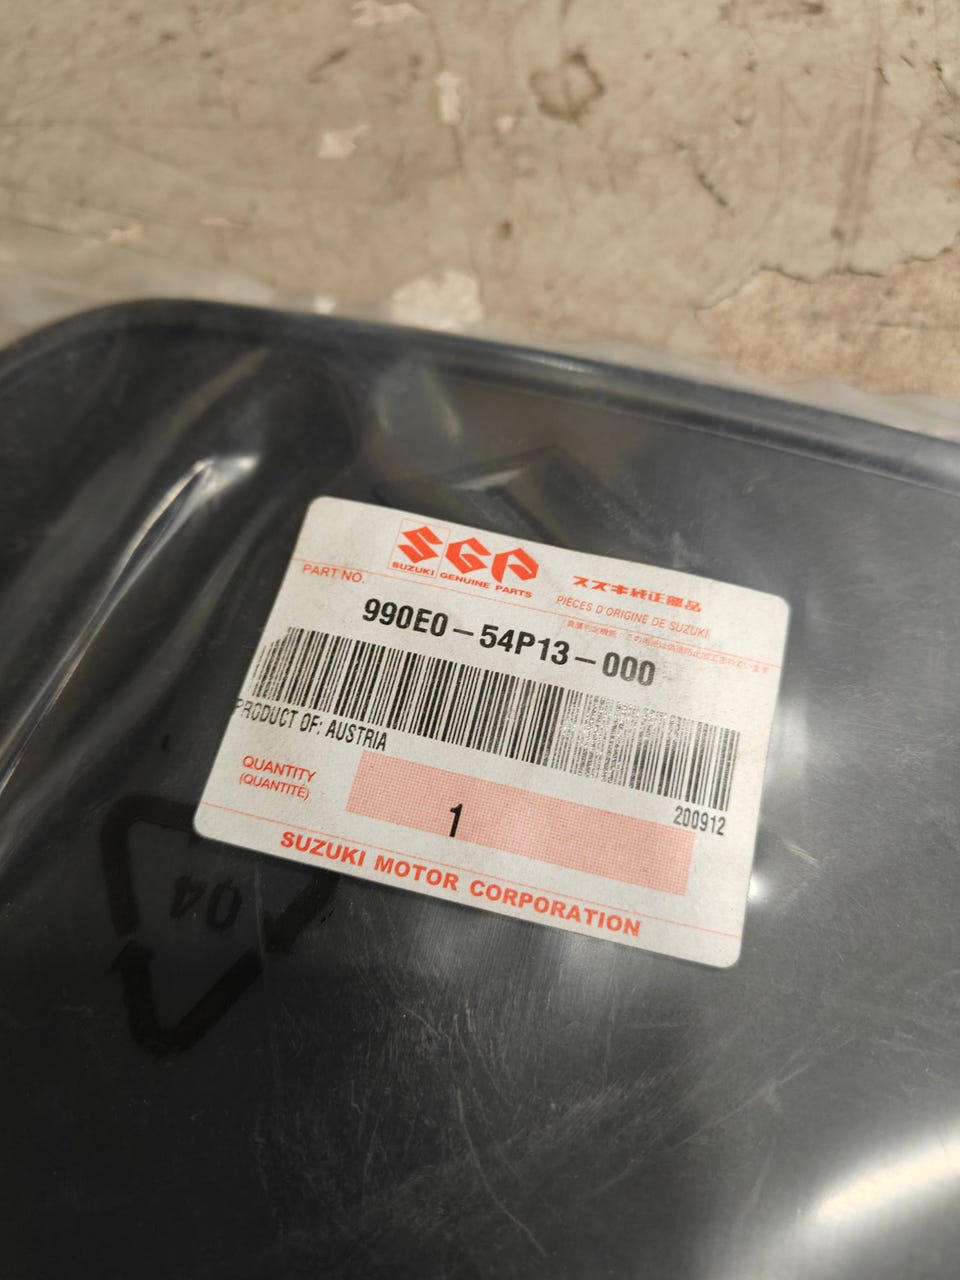 SGP
SUZUKI GENUINE PARTS
スズキ純正部品
PART NO.
PIÈCES D'ORIGINE DE SUZUKI
990E0-54P13-000
PRODUCT OF: AUSTRIA
200912
QUANTITY
(QUANTITÉ)
1
SUZUKI MOTOR CORPORATION
04